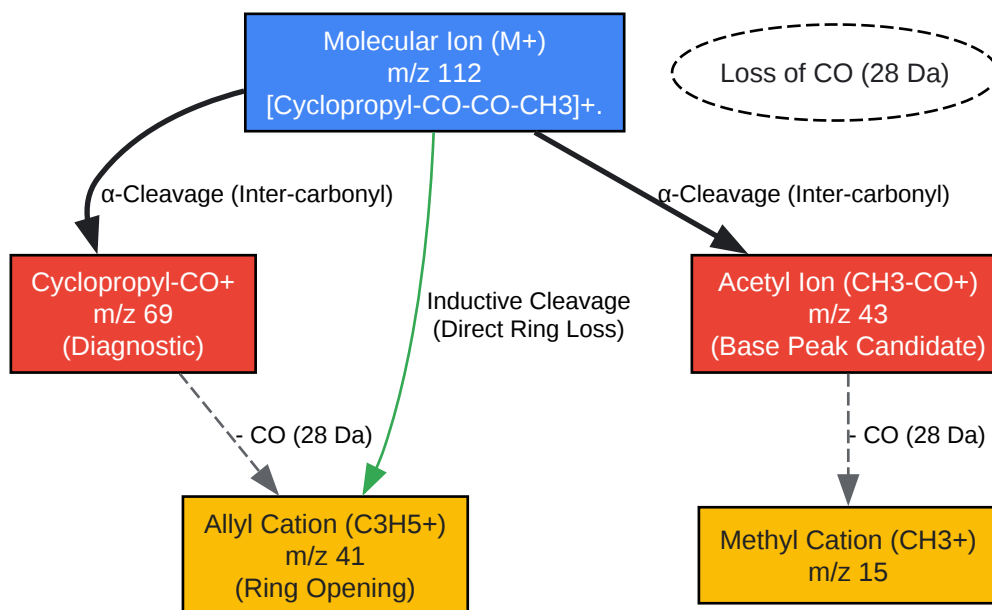 Molecular Ion (M+)
m/z 112
[Cyclopropyl-CO-CO-CH3]+.
Loss of CO (28 Da)
α-Cleavage (Inter-carbonyl)
α-Cleavage (Inter-carbonyl)
Cyclopropyl-CO+
m/z 69
(Diagnostic)
Inductive Cleavage
(Direct Ring Loss)
Acetyl Ion (CH3-CO+)
m/z 43
(Base Peak Candidate)
- CO (28 Da)
- CO (28 Da)
Allyl Cation (C3H5+)
m/z 41
(Ring Opening)
Methyl Cation (CH3+)
m/z 15